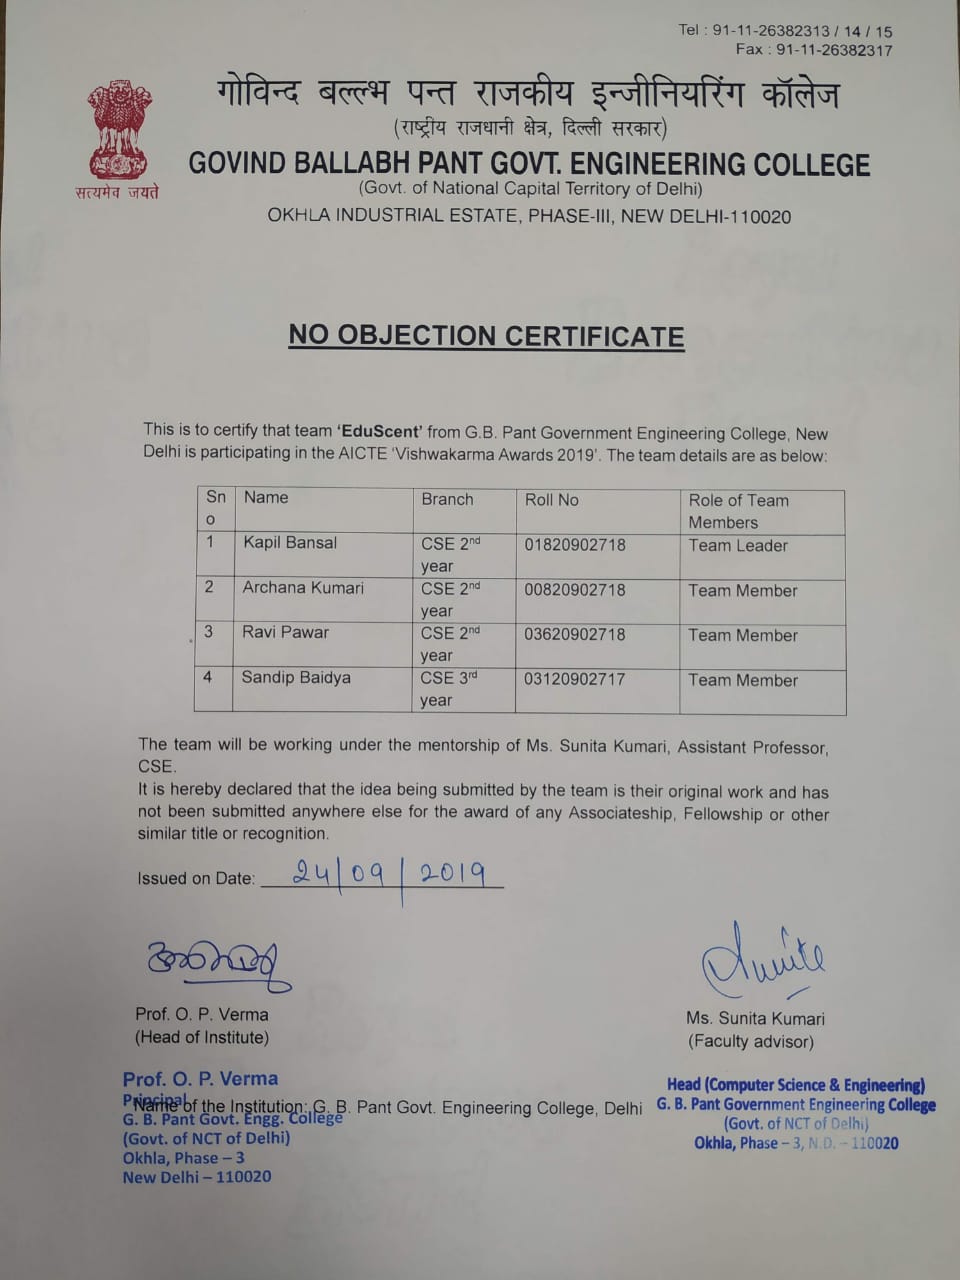 Tel : 91-11-26382313 / 14 / 15
Fax : 91-11-26382317
गोविन्द बल्ल्भ पन्त राजकीय इन्जीनियरिंग कॉलेज
(राष्ट्रीय राजधानी क्षेत्र, दिल्ली सरकार)
सत्यमेव जयते
GOVIND BALLABH PANT GOVT. ENGINEERING COLLEGE
(Govt. of National Capital Territory of Delhi)
OKHLA INDUSTRIAL ESTATE, PHASE-III, NEW DELHI-110020
NO OBJECTION CERTIFICATE
This is to certify that team ‘EduScent’ from G.B. Pant Government Engineering College, New
Delhi is participating in the AICTE ‘Vishwakarma Awards 2019’. The team details are as below:
Sn Name Branch Roll No Role of Team
o Members
1 Kapil Bansal CSE 2nd 01820902718 Team Leader
year
2 Archana Kumari CSE 2nd 00820902718 Team Member
year
3 Ravi Pawar CSE 2nd 03620902718 Team Member
year
4 Sandip Baidya CSE 3rd 03120902717 Team Member
year
The team will be working under the mentorship of Ms. Sunita Kumari, Assistant Professor,
CSE.
It is hereby declared that the idea being submitted by the team is their original work and has
not been submitted anywhere else for the award of any Associateship, Fellowship or other
similar title or recognition.
Issued on Date: 24/09/2019
Sunita
Prof. O. P. Verma
(Head of Institute)
Ms. Sunita Kumari
(Faculty advisor)
Prof. O. P. Verma
Principal
Name of the Institution: G. B. Pant Govt. Engineering College, Delhi
G. B. Pant Govt. Engg. College
(Govt. of NCT of Delhi)
Okhla, Phase – 3
New Delhi – 110020
Head (Computer Science & Engineering)
G. B. Pant Government Engineering College
(Govt. of NCT of Delhi)
Okhla, Phase – 3, N.D. – 110020